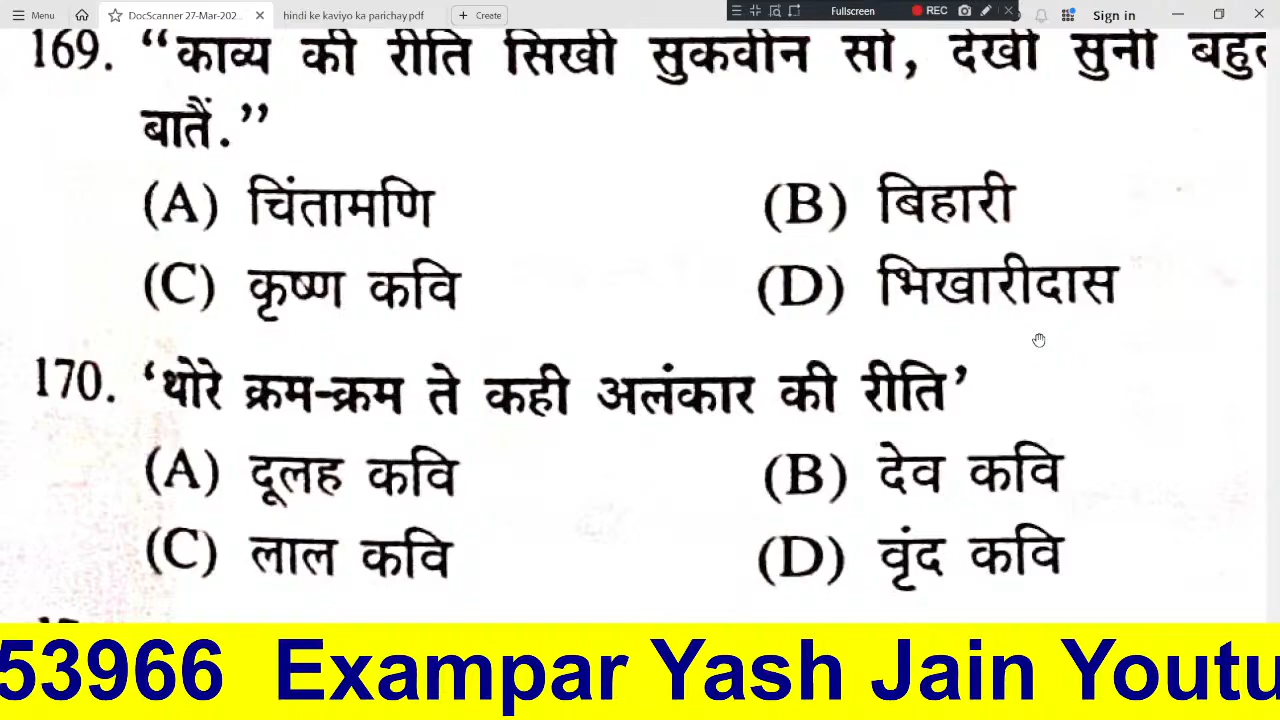 Menu
DocScanner 27-Mar-202...
hindi ke kaviyo ka parichay.pdf
Create
Fullscreen
REC
Sign in
169. “काव्य की रीति सिखी सुकवीन सों, देखी सुनी बहुत
बातैं.”
(A) चिंतामणि (B) बिहारी
(C) कृष्ण कवि (D) भिखारीदास
170. ‘थोरे क्रम-क्रम ते कही अलंकार की रीति’
(A) दूलह कवि (B) देव कवि
(C) लाल कवि (D) वृंद कवि
53966 Exampar Yash Jain Youtu